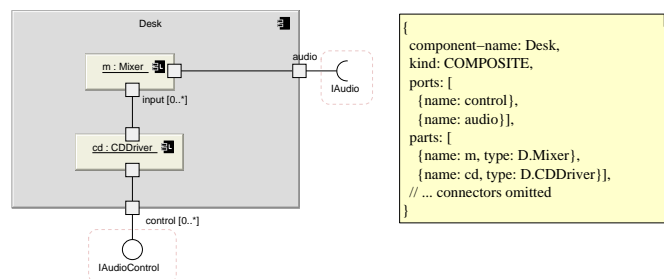 Desk
audio
m : Mixer
IAudio
input [0..*]
cd : CDDriver
control [0..*]
IAudioControl
{
component–name: Desk,
kind: COMPOSITE,
ports: [
{name: control},
{name: audio}],
parts: [
{name: m, type: D.Mixer},
{name: cd, type: D.CDDriver}],
// ... connectors omitted
}